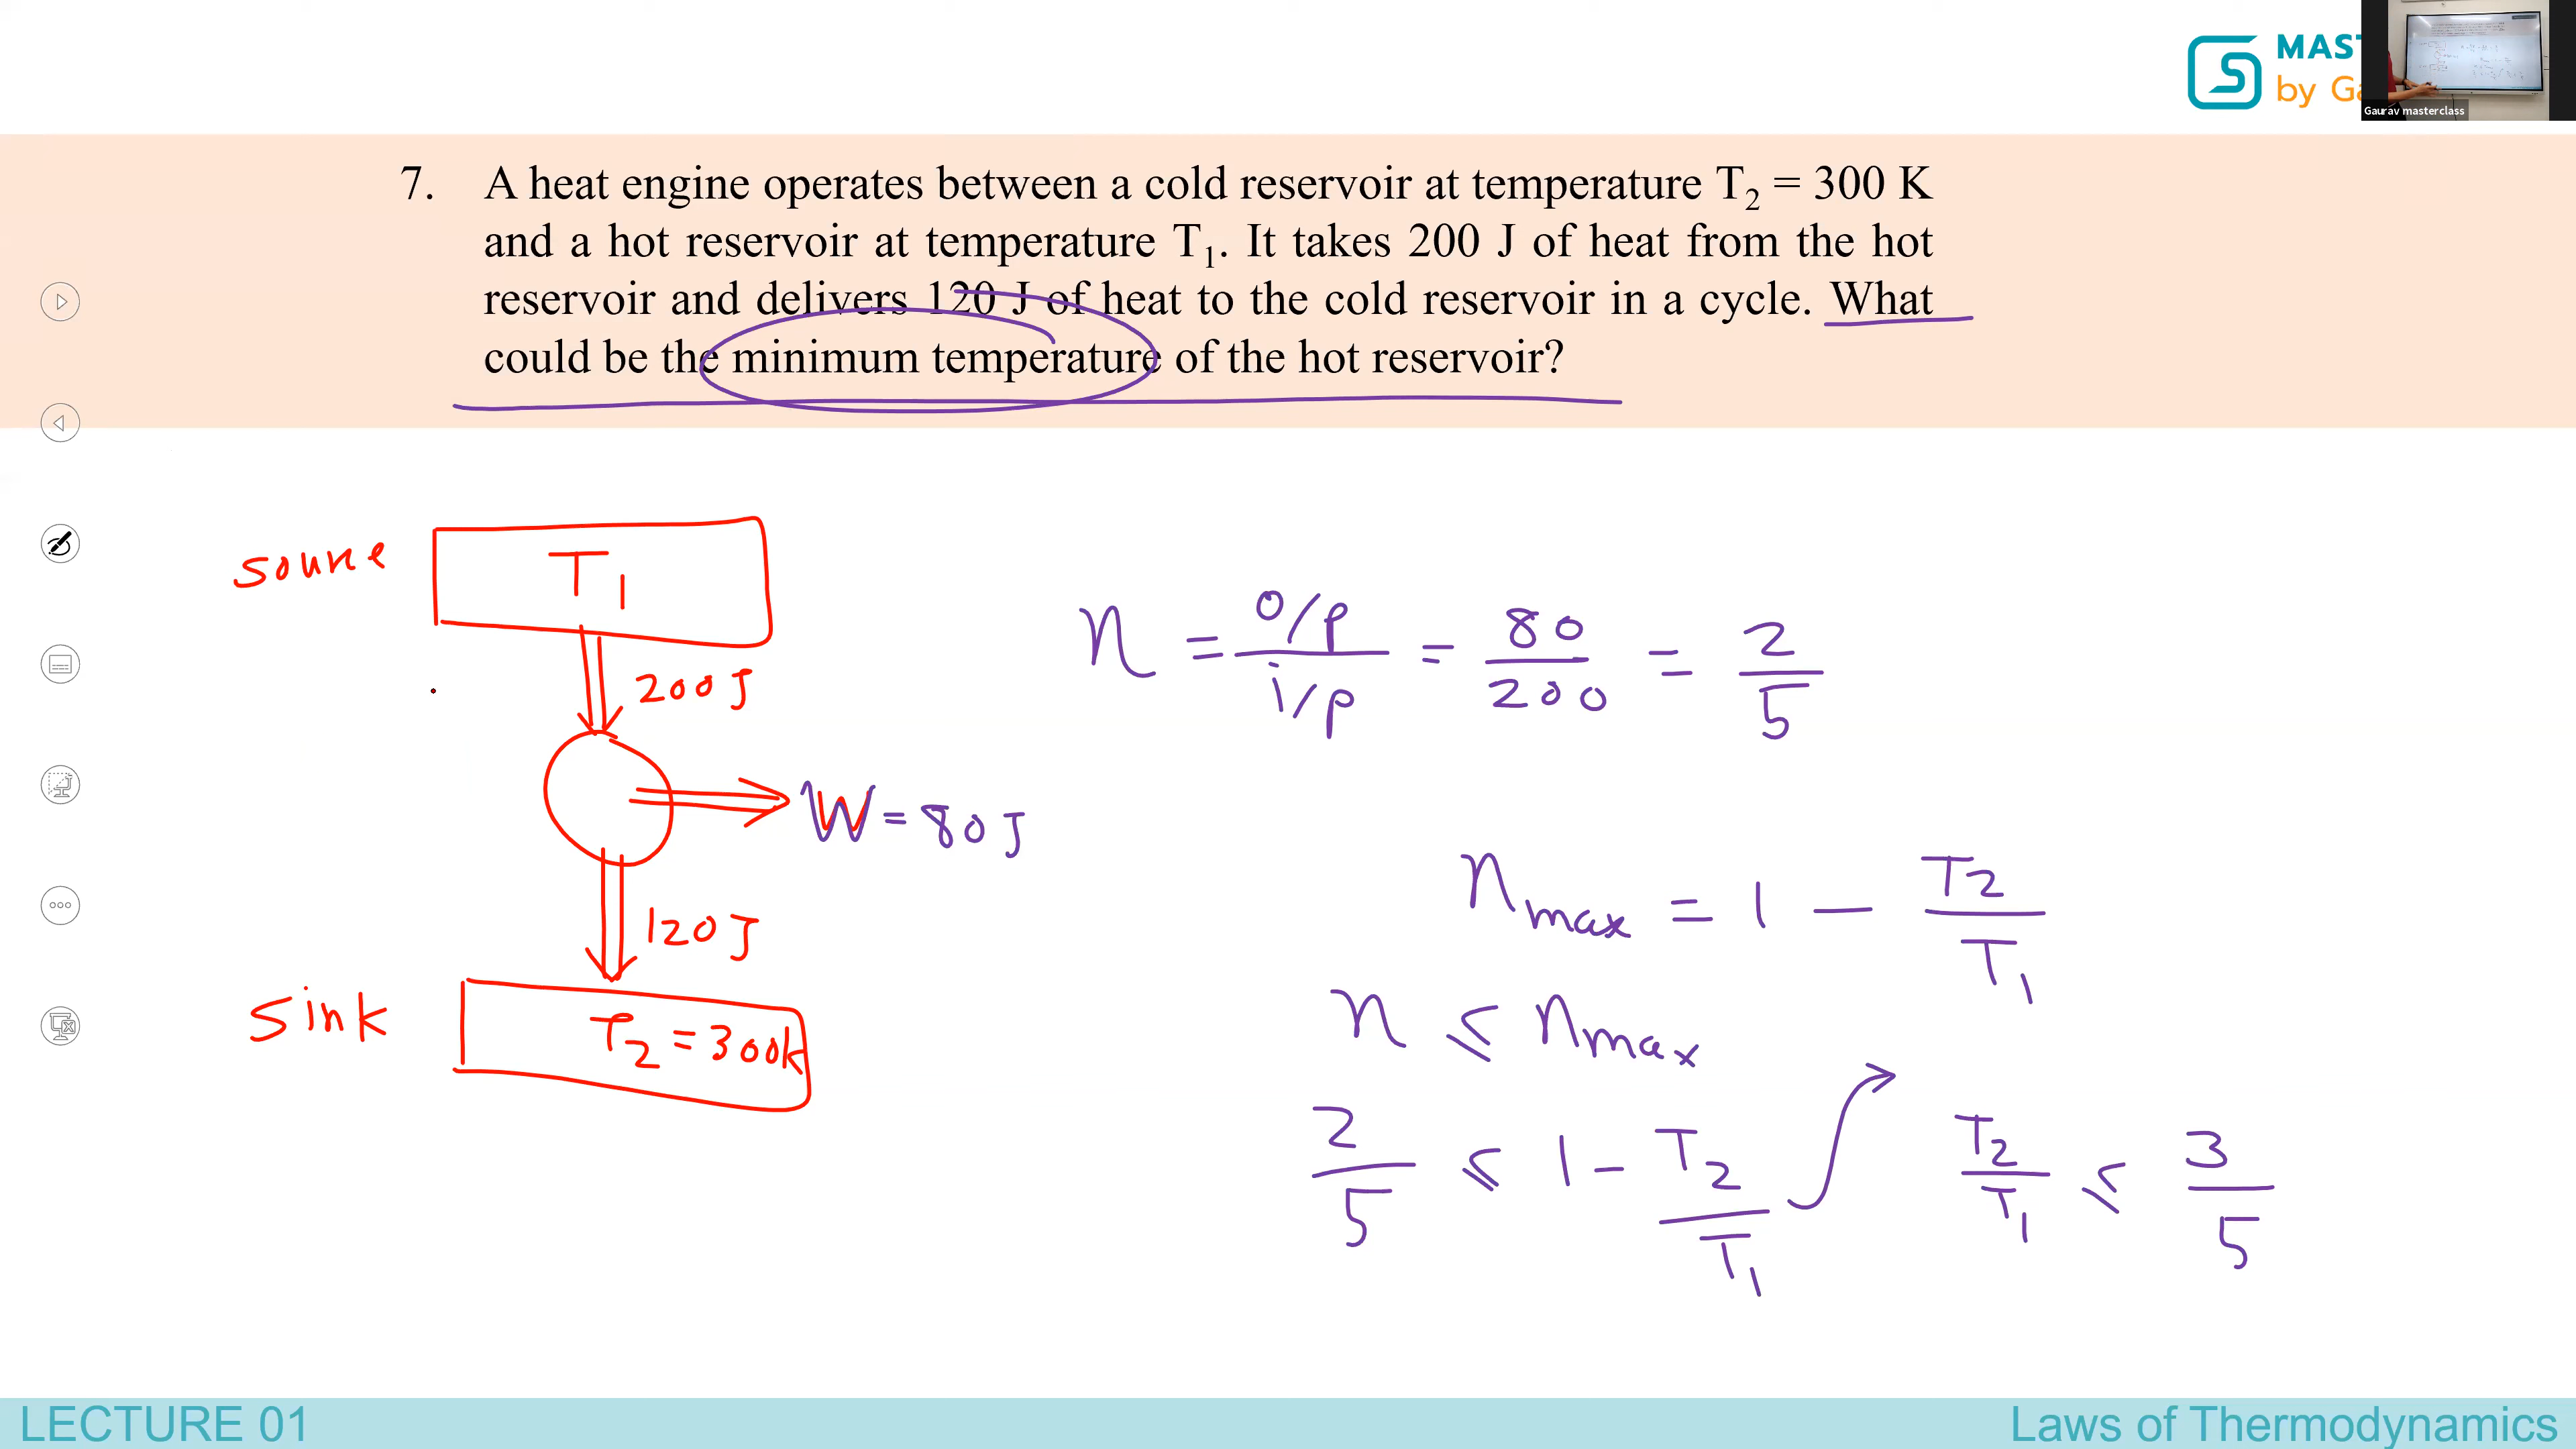 MAST
by Ga
Gaurav masterclass
7. A heat engine operates between a cold reservoir at temperature T₂ = 300 K
and a hot reservoir at temperature T₁. It takes 200 J of heat from the hot
reservoir and delivers 120 J of heat to the cold reservoir in a cycle. What
could be the minimum temperature of the hot reservoir?
source
T₁
200 J
W = 80 J
120 J
Sink
T₂ = 300k
η = o/p / i/p = 80/200 = 2/5
ηmax = 1 − T₂/T₁
η ≤ ηmax
2/5 ≤ 1 − T₂/T₁
T₂/T₁ ≤ 3/5
LECTURE 01
Laws of Thermodynamics